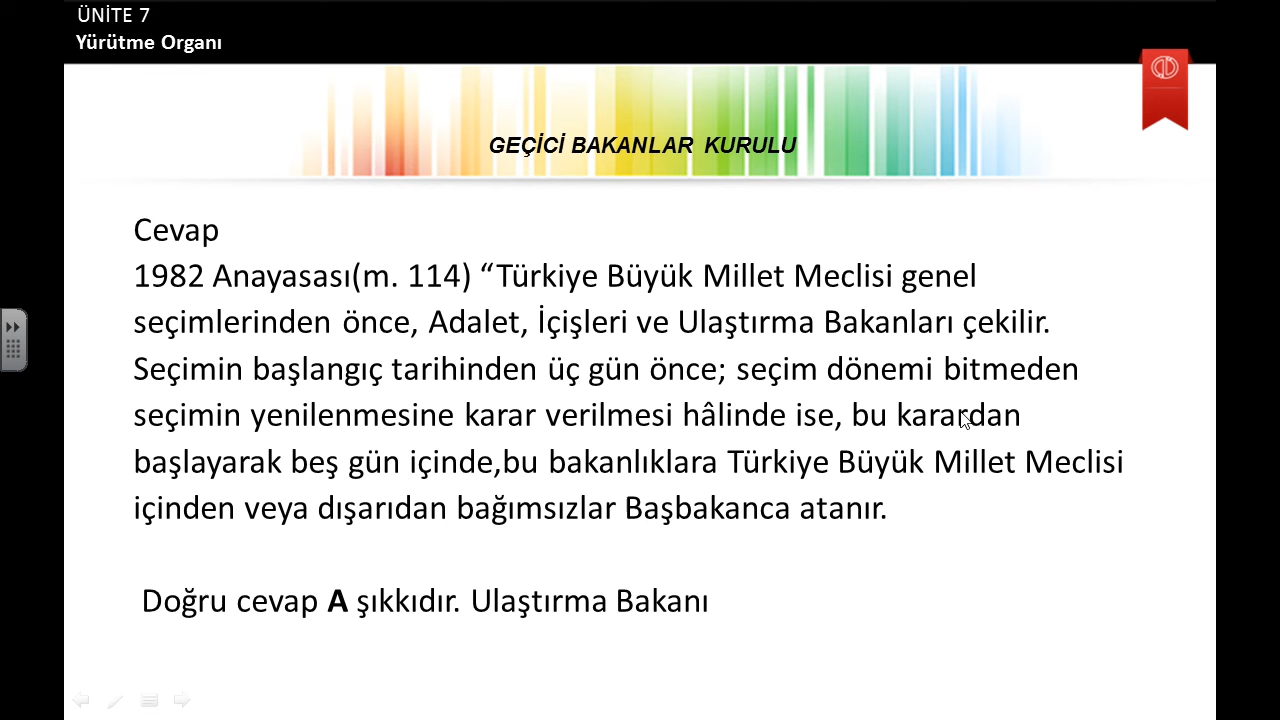 ÜNİTE 7
Yürütme Organı
GEÇİCİ BAKANLAR KURULU
Cevap
1982 Anayasası(m. 114) “Türkiye Büyük Millet Meclisi genel
seçimlerinden önce, Adalet, İçişleri ve Ulaştırma Bakanları çekilir.
Seçimin başlangıç tarihinden üç gün önce; seçim dönemi bitmeden
seçimin yenilenmesine karar verilmesi hâlinde ise, bu karardan
başlayarak beş gün içinde,bu bakanlıklara Türkiye Büyük Millet Meclisi
içinden veya dışarıdan bağımsızlar Başbakanca atanır.
Doğru cevap A şıkkıdır. Ulaştırma Bakanı